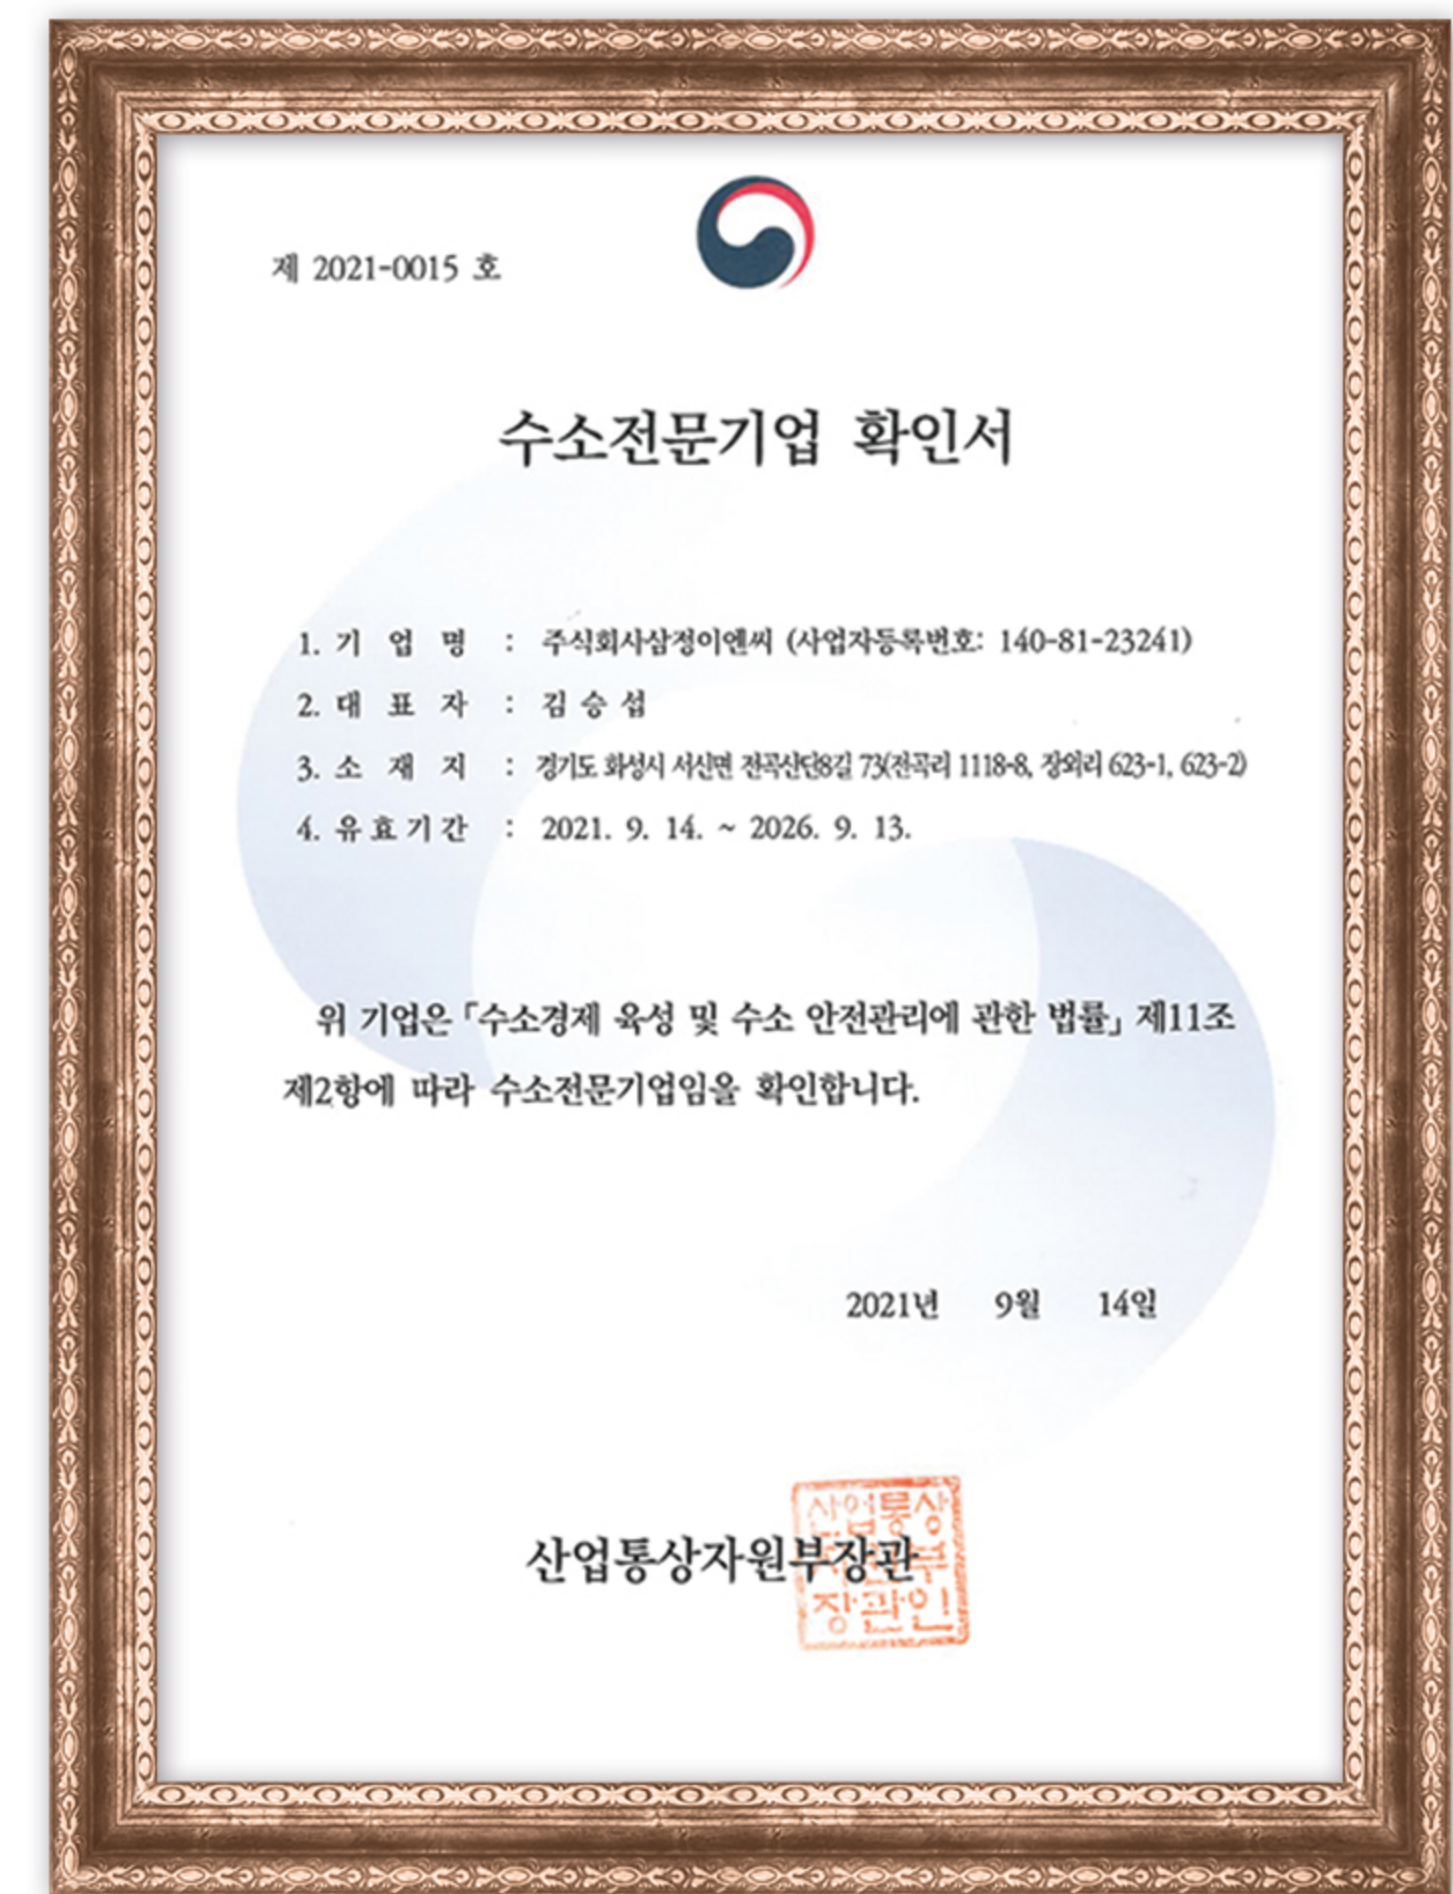 제 2021-0015 호
수소전문기업 확인서
1. 기 업 명 : 주식회사삼정이엔씨 (사업자등록번호: 140-81-23241)
2. 대 표 자 : 김 승 섭
3. 소 재 지 : 경기도 화성시 서신면 전곡산단8길 73(전곡리 1118-8, 장외리 623-1, 623-2)
4. 유효기간 : 2021. 9. 14. ~ 2026. 9. 13.
위 기업은 「수소경제 육성 및 수소 안전관리에 관한 법률」 제11조
제2항에 따라 수소전문기업임을 확인합니다.
2021년 9월 14일
산업통상자원부장관
산업통상
자원부
장관인